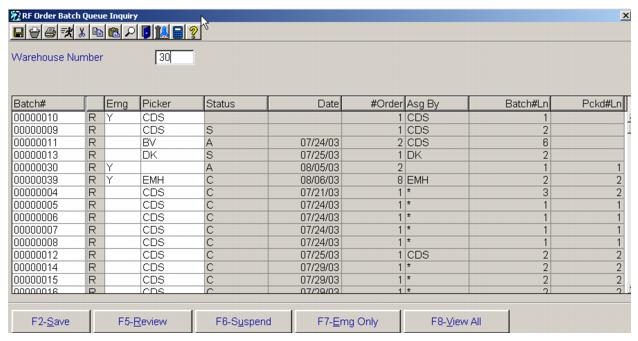 RF Order Batch Queue Inquiry
Warehouse Number 30
Batch# Emg Picker Status Date #Order Asg By Batch#Ln Pckd#Ln
00000010 R Y CDS 1 CDS 1
00000009 R CDS S 1 CDS 2
00000011 R BV A 07/24/03 2 CDS 6
00000013 R DK S 07/25/03 1 DK 2
00000030 R Y A 08/05/03 2 1 1
00000039 R Y EMH C 08/06/03 8 EMH 2 2
00000004 R CDS C 07/21/03 1 * 3 2
00000005 R CDS C 07/24/03 1 * 1 1
00000006 R CDS C 07/24/03 1 * 1 1
00000007 R CDS C 07/24/03 1 * 1 1
00000008 R CDS C 07/24/03 1 * 1 1
00000012 R CDS C 07/25/03 1 CDS 2 2
00000014 R CDS C 07/29/03 1 * 2 2
00000015 R CDS C 07/29/03 1 * 2 2
00000016 R CDS C 07/29/03 1 * 2 2
F2-Save F5-Review F6-Suspend F7-Emg Only F8-View All